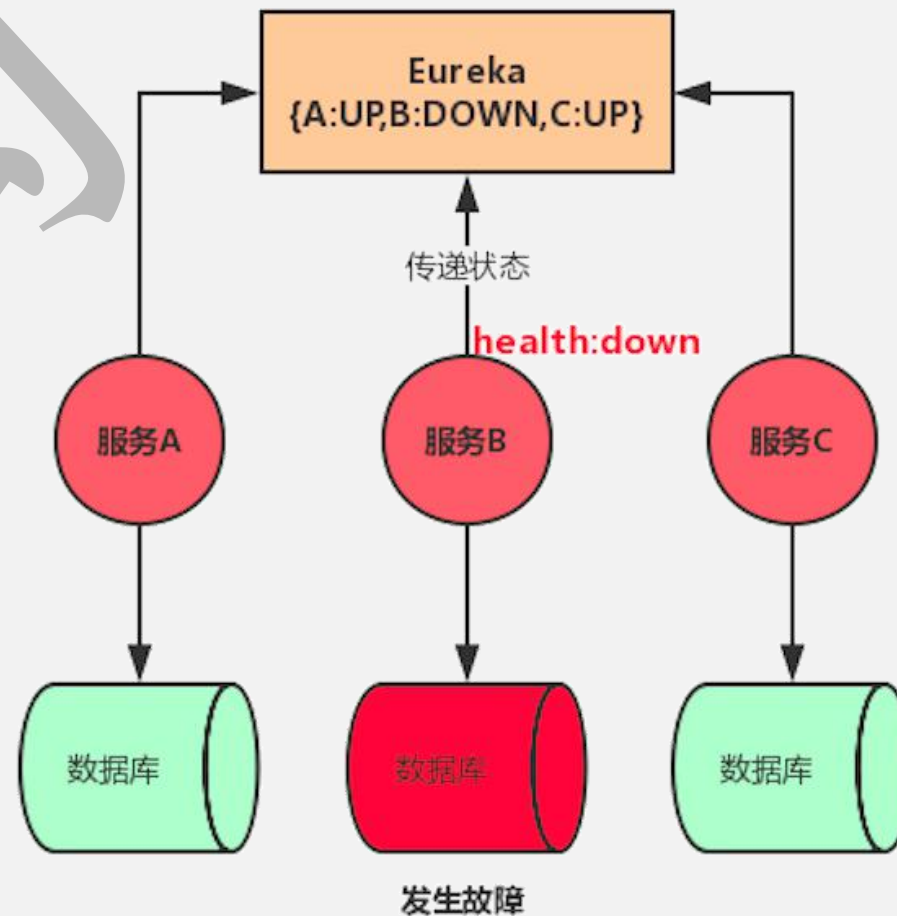 Eureka
{A:UP,B:DOWN,C:UP}
传递状态
health:down
服务A
服务B
服务C
数据库
数据库
数据库
发生故障